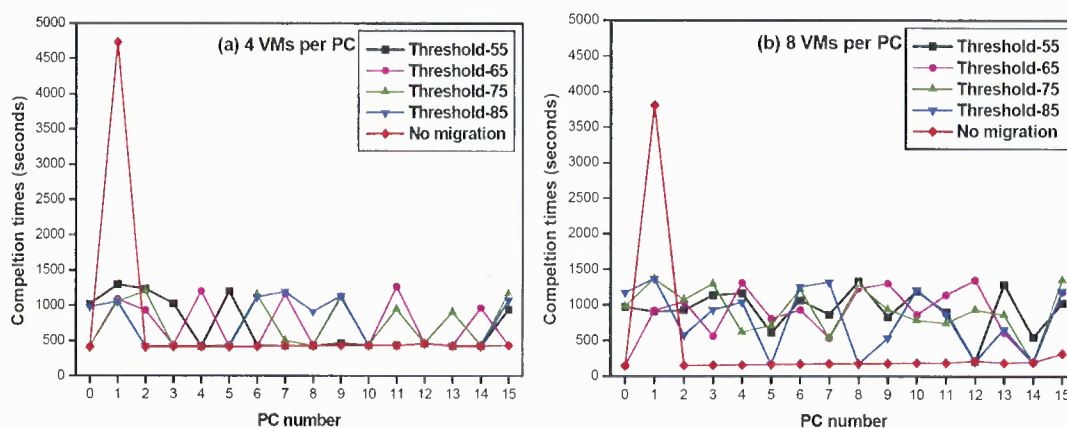 (a) 4 VMs per PC
Threshold-55
Threshold-65
Threshold-75
Threshold-85
No migration
Compeltion times (seconds)
5000
4500
4000
3500
3000
2500
2000
1500
1000
500
0
0 1 2 3 4 5 6 7 8 9 10 11 12 13 14 15
PC number
(b) 8 VMs per PC
Threshold-55
Threshold-65
Threshold-75
Threshold-85
No migration
Compeltion times (seconds)
5000
4500
4000
3500
3000
2500
2000
1500
1000
500
0
0 1 2 3 4 5 6 7 8 9 10 11 12 13 14 15
PC number